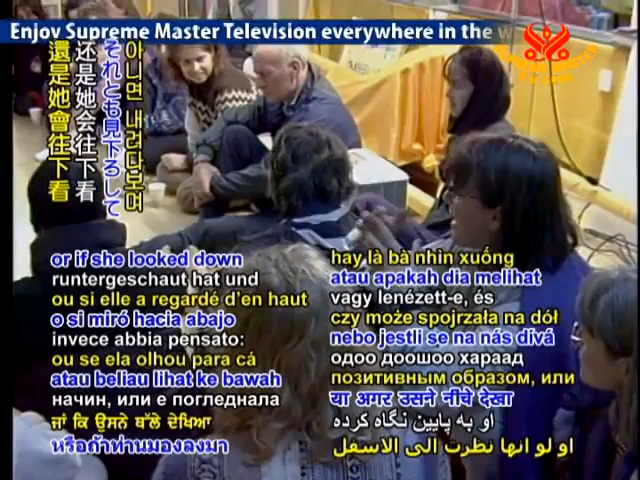 Enjoy Supreme Master Television everywhere in the w
還是她會往下看
还是她会往下看
それとも見下ろして
아니면 내려다보며
or if she looked down
runtergeschaut hat und
ou si elle a regardé d'en haut
o si miró hacia abajo
invece abbia pensato:
ou se ela olhou para cá
atau beliau lihat ke bawah
начин, или е погледнала
ਜਾਂ ਕਿ ਉਸਨੇ ਥੱਲੇ ਦੇਖਿਆ
หรือถ้าท่านมองลงมา
hay là bà nhìn xuống
atau apakah dia melihat
vagy lenézett-e, és
czy może spojrzała na dół
nebo jestli se na nás dívá
одоо доошоо хараад
позитивным образом, или
या अगर उसने नीचे देखा
او به پایین نگاه کرده
او لو انها نظرت الى الاسفل